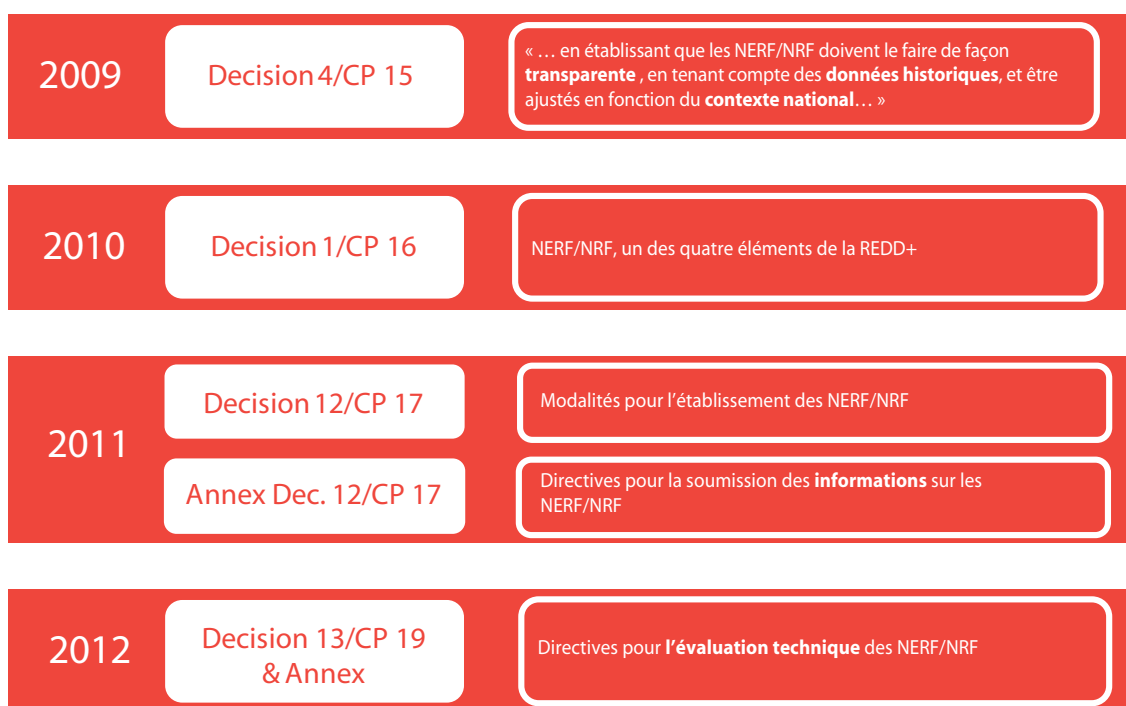 2009
Decision 4/CP 15
« … en établissant que les NERF/NRF doivent le faire de façon
transparente , en tenant compte des données historiques, et être
ajustés en fonction du contexte national… »
2010
Decision 1/CP 16
NERF/NRF, un des quatre éléments de la REDD+
2011
Decision 12/CP 17
Modalités pour l’établissement des NERF/NRF
Annex Dec. 12/CP 17
Directives pour la soumission des informations sur les
NERF/NRF
2012
Decision 13/CP 19
& Annex
Directives pour l’évaluation technique des NERF/NRF